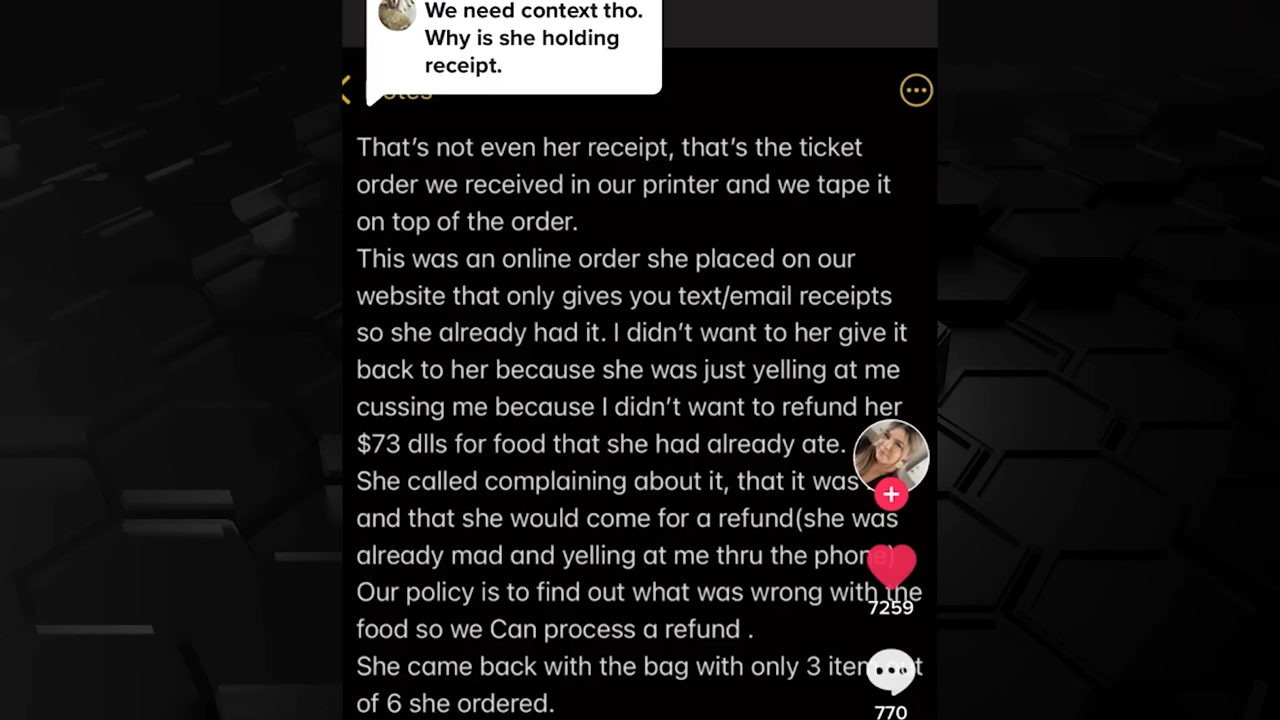 We need context tho.
Why is she holding
receipt.
That's not even her receipt, that's the ticket
order we received in our printer and we tape it
on top of the order.
This was an online order she placed on our
website that only gives you text/email receipts
so she already had it. I didn't want to her give it
back to her because she was just yelling at me
cussing me because I didn't want to refund her
$73 dlls for food that she had already ate.
She called complaining about it, that it was
and that she would come for a refund(she was
already mad and yelling at me thru the phone)
Our policy is to find out what was wrong with the
food so we Can process a refund .
She came back with the bag with only 3 item out
of 6 she ordered.
7259
770